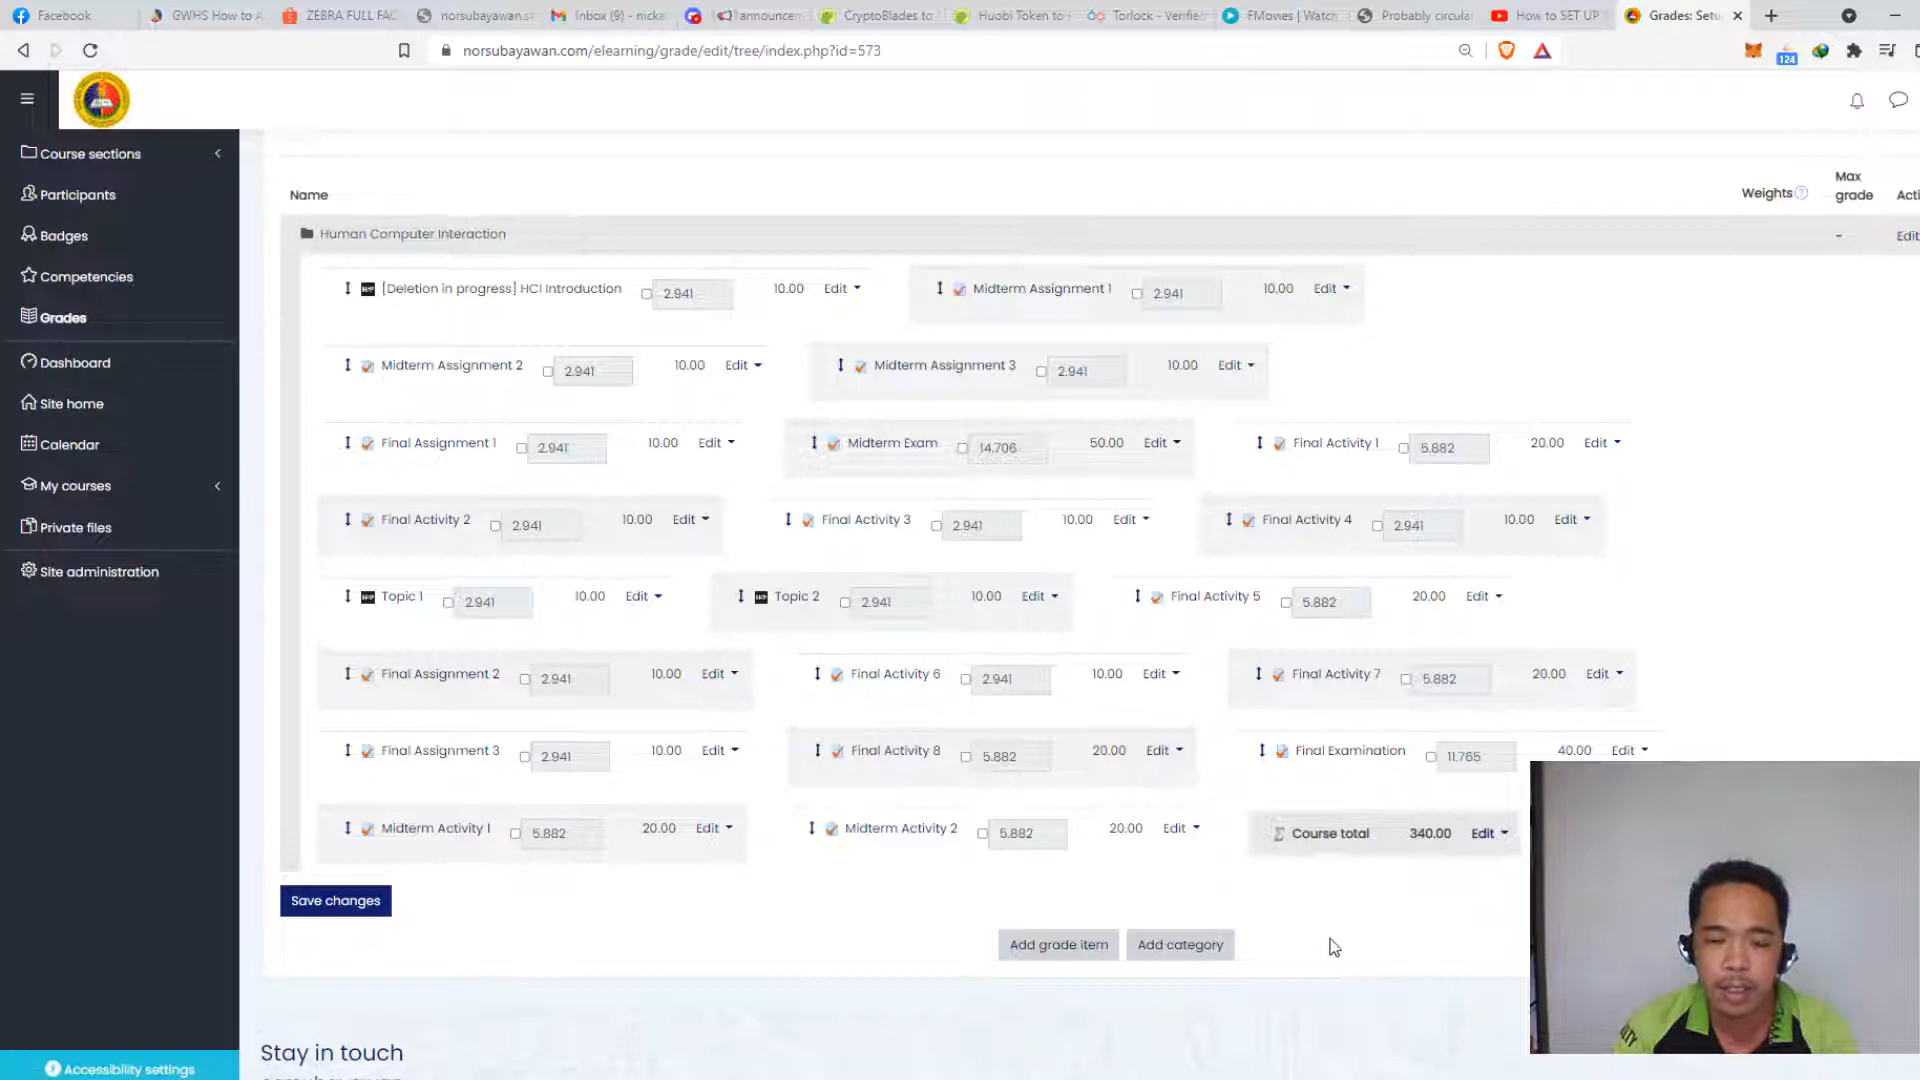 Facebook
GWHS How to A
ZEBRA FULL FAC
norsubayawan.s
Inbox (9) - nicka
announcem
CryptoBlades to
Huobi Token to
Torlock - Verifie
FMovies | Watch
Probably circula
How to SET UP
Grades: Setu
norsubayawan.com/elearning/grade/edit/tree/index.php?id=573
124
Course sections
Participants
Badges
Competencies
Grades
Dashboard
Site home
Calendar
My courses
Private files
Site administration
Accessibility settings
Name
Weights
Max grade
Acti
Human Computer Interaction
-
Edit
[Deletion in progress] HCI Introduction 2.941 10.00 Edit
Midterm Assignment 1 2.941 10.00 Edit
Midterm Assignment 2 2.941 10.00 Edit
Midterm Assignment 3 2.941 10.00 Edit
Final Assignment 1 2.941 10.00 Edit
Midterm Exam 14.706 50.00 Edit
Final Activity 1 5.882 20.00 Edit
Final Activity 2 2.941 10.00 Edit
Final Activity 3 2.941 10.00 Edit
Final Activity 4 2.941 10.00 Edit
Topic 1 2.941 10.00 Edit
Topic 2 2.941 10.00 Edit
Final Activity 5 5.882 20.00 Edit
Final Assignment 2 2.941 10.00 Edit
Final Activity 6 2.941 10.00 Edit
Final Activity 7 5.882 20.00 Edit
Final Assignment 3 2.941 10.00 Edit
Final Activity 8 5.882 20.00 Edit
Final Examination 11.765 40.00 Edit
Midterm Activity 1 5.882 20.00 Edit
Midterm Activity 2 5.882 20.00 Edit
Course total 340.00 Edit
Save changes
Add grade item
Add category
Stay in touch